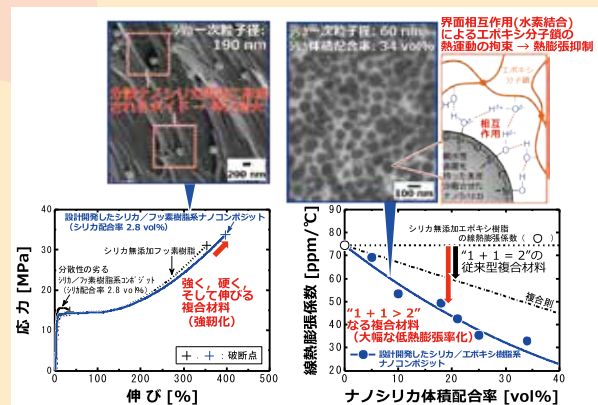 シリカ一次粒子径:
190 nm
200 nm
シリカ一次粒子径: 60 nm
シリカ体積配合率: 34 vol%
100 nm
界面相互作用(水素結合)
によるエポキシ分子鎖の
熱運動の拘束 → 熱膨張抑制
エポキシ
分子鎖
相互
作用
ナノシリカ
設計開発したシリカ/フッ素樹脂系ナノコンポジット
(シリカ配合率 2.8 vol%)
シリカ無添加フッ素樹脂
分散性の劣る
シリカ/フッ素樹脂系コンポジット
(シリカ配合率 2.8 vol%)
強く, 硬く,
そして伸びる
複合材料
(強靭化)
+, +: 破断点
応力 [MPa]
40
30
20
10
0
0 100 200 300 400 500
伸び [%]
シリカ無添加エポキシ樹脂
の線熱膨張係数 (○)
“1 + 1 = 2”の
従来型複合材料
複合則
“1 + 1 > 2”
なる複合材料
(大幅な低熱膨張率化)
設計開発したシリカ/エポキシ樹脂系
ナノコンポジット
線熱膨張係数 [ppm/℃]
90
80
70
60
50
40
30
20
0 10 20 30 40
ナノシリカ体積配合率 [vol%]